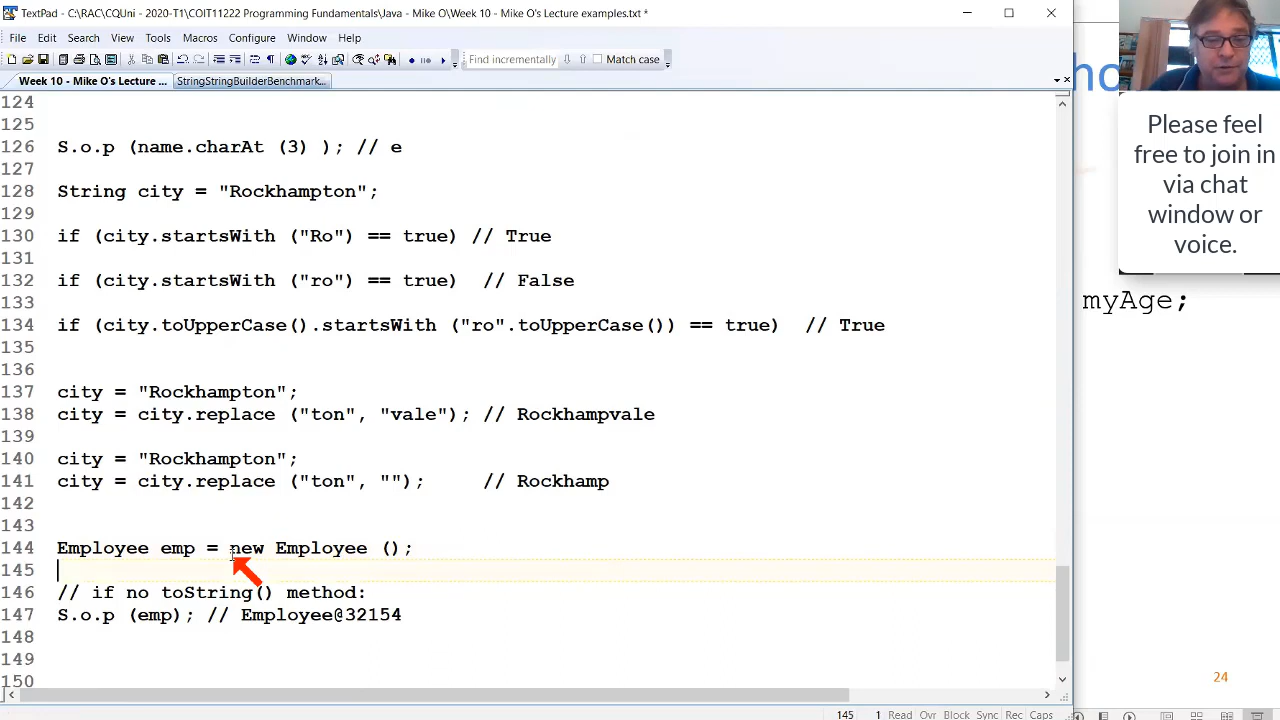 TextPad - C:\RAC\CQUni - 2020-T1\COIT11222 Programming Fundamentals\Java - Mike O\Week 10 - Mike O's Lecture examples.txt *
File Edit Search View Tools Macros Configure Window Help
Find incrementally Match case
Week 10 - Mike O's Lecture ... StringStringBuilderBenchmark...
124
125
126 S.o.p (name.charAt (3) ); // e
127
128 String city = "Rockhampton";
129
130 if (city.startsWith ("Ro") == true) // True
131
132 if (city.startsWith ("ro") == true) // False
133
134 if (city.toUpperCase().startsWith ("ro".toUpperCase()) == true) // True
135
136
137 city = "Rockhampton";
138 city = city.replace ("ton", "vale"); // Rockhampvale
139
140 city = "Rockhampton";
141 city = city.replace ("ton", ""); // Rockhamp
142
143
144 Employee emp = new Employee ();
145
146 // if no toString() method:
147 S.o.p (emp); // Employee@32154
148
149
150
145 1 Read Ovr Block Sync Rec Caps
Please feel
free to join in
via chat
window or
voice.
myAge;
24